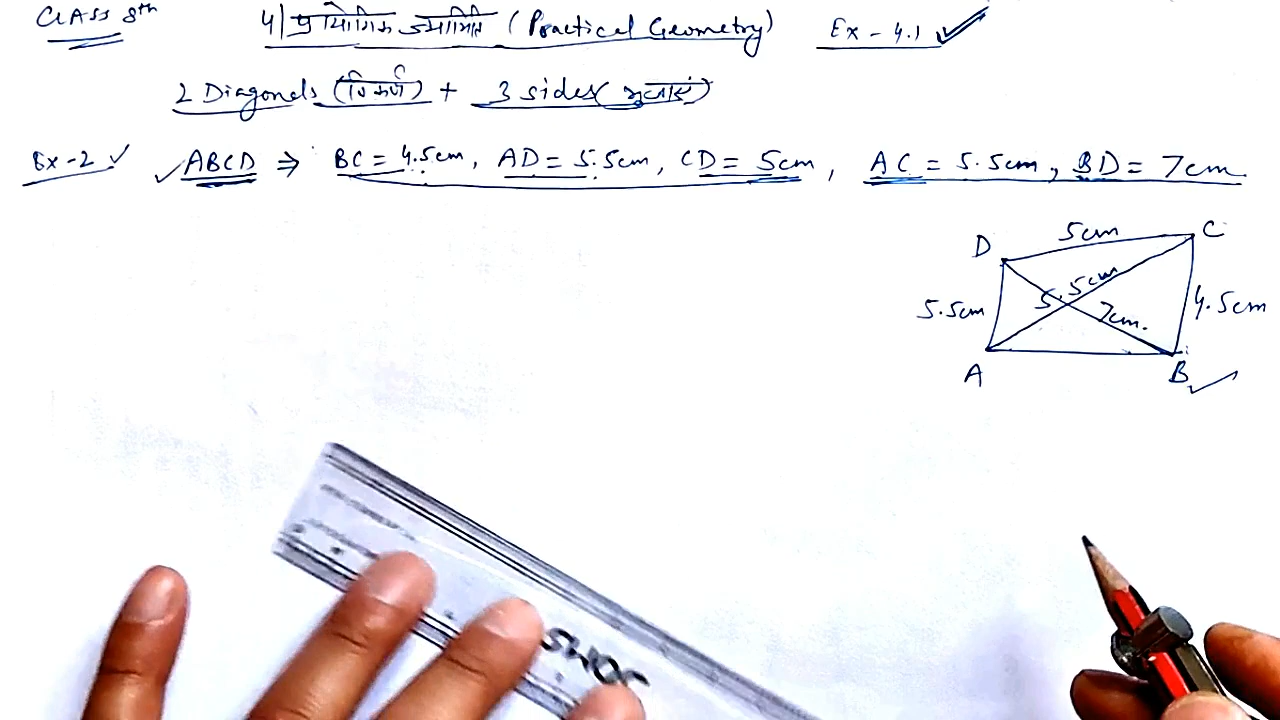 CLASS 8th
4| प्रायोगिक ज्यामिति (Practical Geometry) Ex - 4.1 ✓
2 Diagonals (विकर्ण) + 3 sides (भुजाएं)
Ex-2 ✓ ✓ABCD ⇒ BC = 4.5cm, AD = 5.5cm, CD = 5cm, AC = 5.5cm, BD = 7cm
D 5cm C
5.5cm 5.5cm 7cm. 4.5cm
A B ✓